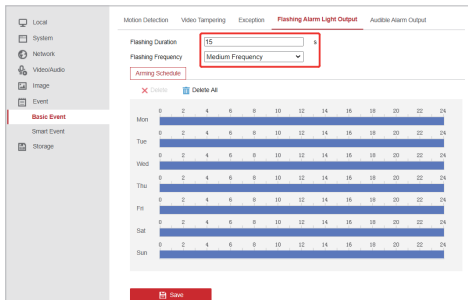 Local
System
Network
Video/Audio
Image
Event
Basic Event
Smart Event
Storage
Motion Detection Video Tampering Exception Flashing Alarm Light Output Audible Alarm Output
Flashing Duration 15 s
Flashing Frequency Medium Frequency
Arming Schedule
Delete Delete All
0 2 4 6 8 10 12 14 16 18 20 22 24
Mon
0 2 4 6 8 10 12 14 16 18 20 22 24
Tue
0 2 4 6 8 10 12 14 16 18 20 22 24
Wed
0 2 4 6 8 10 12 14 16 18 20 22 24
Thu
0 2 4 6 8 10 12 14 16 18 20 22 24
Fri
0 2 4 6 8 10 12 14 16 18 20 22 24
Sat
0 2 4 6 8 10 12 14 16 18 20 22 24
Sun
Save